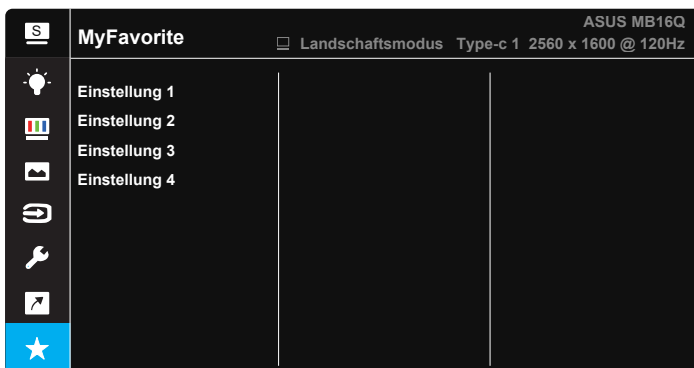 S
ASUS MB16Q
MyFavorite
Landschaftsmodus Type-c 1 2560 x 1600 @ 120Hz
Einstellung 1
Einstellung 2
Einstellung 3
Einstellung 4